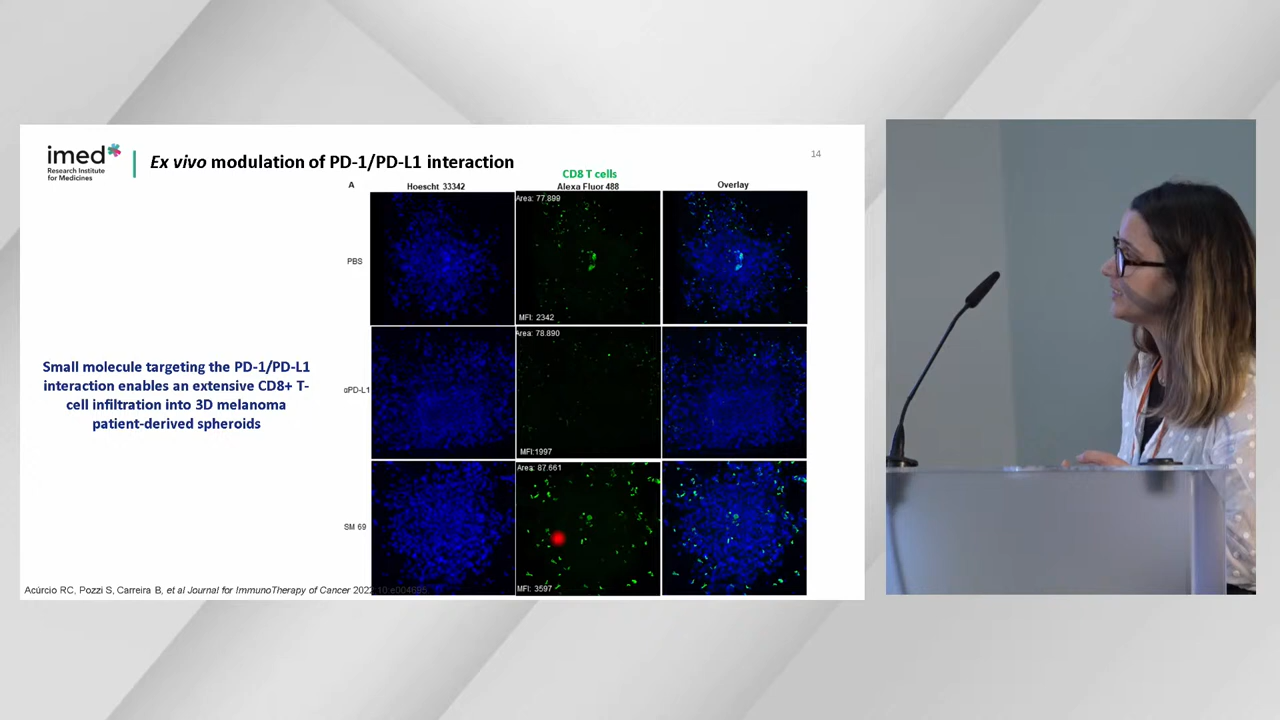 imed
Research Institute
for Medicines
Ex vivo modulation of PD-1/PD-L1 interaction
14
CD8 T cells
A
Hoescht 33342
Alexa Fluor 488
Overlay
Area: 77.899
PBS
MFI: 2342
Area: 78.890
αPD-L1
MFI:1997
Area: 87.661
SM 69
MFI: 3597
Small molecule targeting the PD-1/PD-L1
interaction enables an extensive CD8+ T-
cell infiltration into 3D melanoma
patient-derived spheroids
Acúrcio RC, Pozzi S, Carreira B, et al Journal for ImmunoTherapy of Cancer 2022